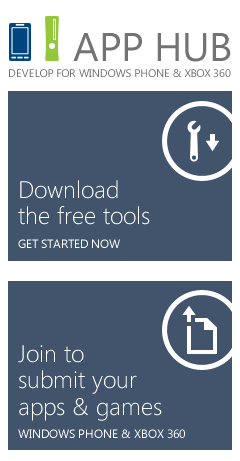 APP HUB
DEVELOP FOR WINDOWS PHONE & XBOX 360
Download
the free tools
GET STARTED NOW
Join to
submit your
apps & games
WINDOWS PHONE & XBOX 360